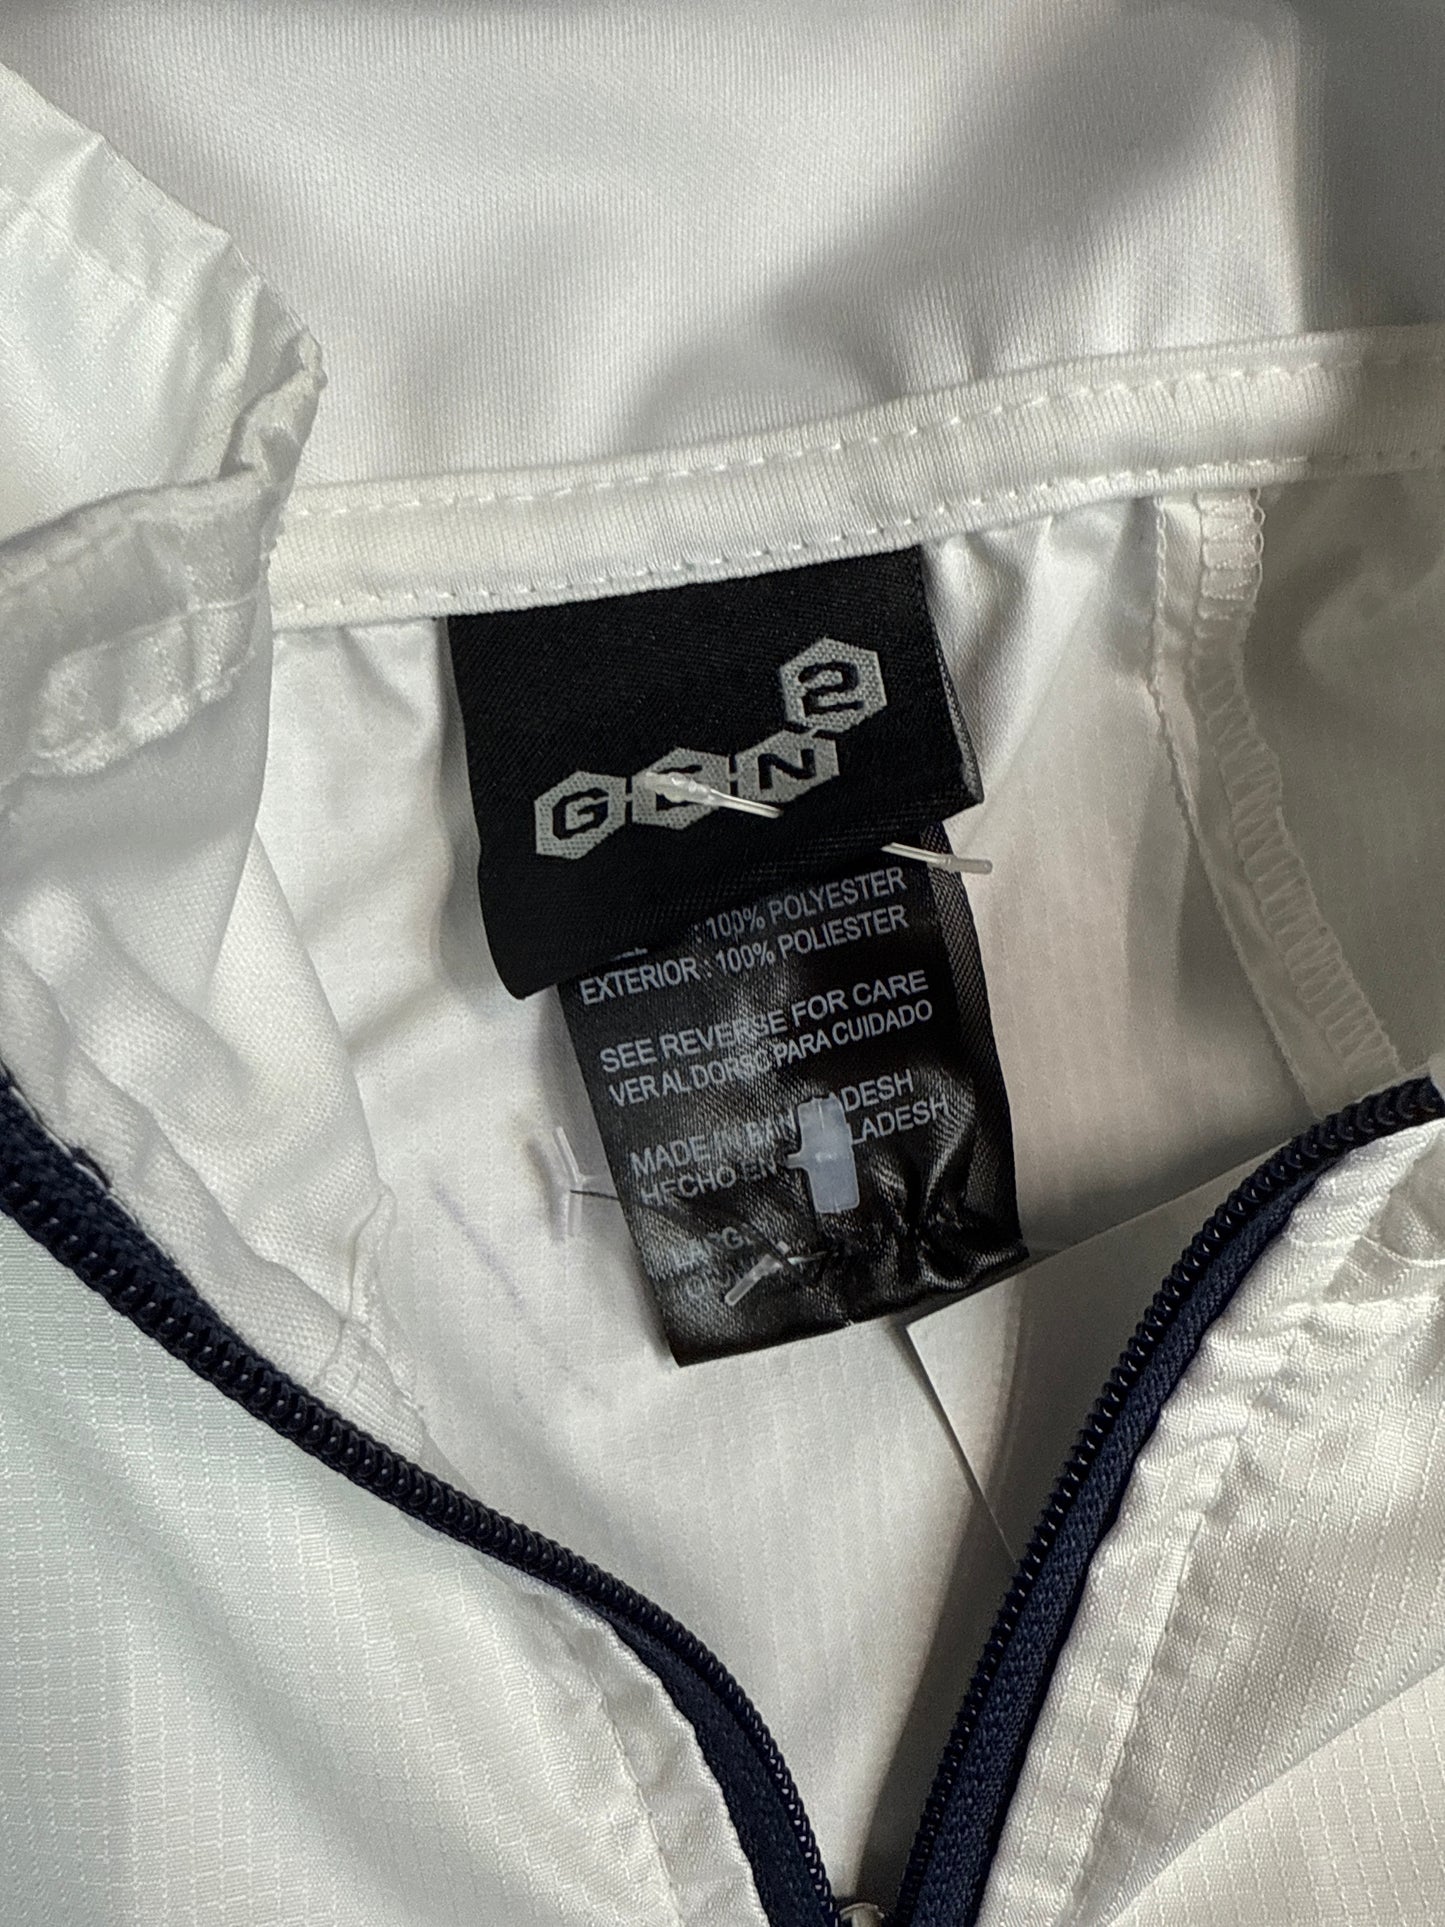 G N 2
: 100% POLYESTER
EXTERIOR : 100% POLIESTER
SEE REVERSE FOR CARE
VER AL DORSO PARA CUIDADO
MADE IN
HECHO EN